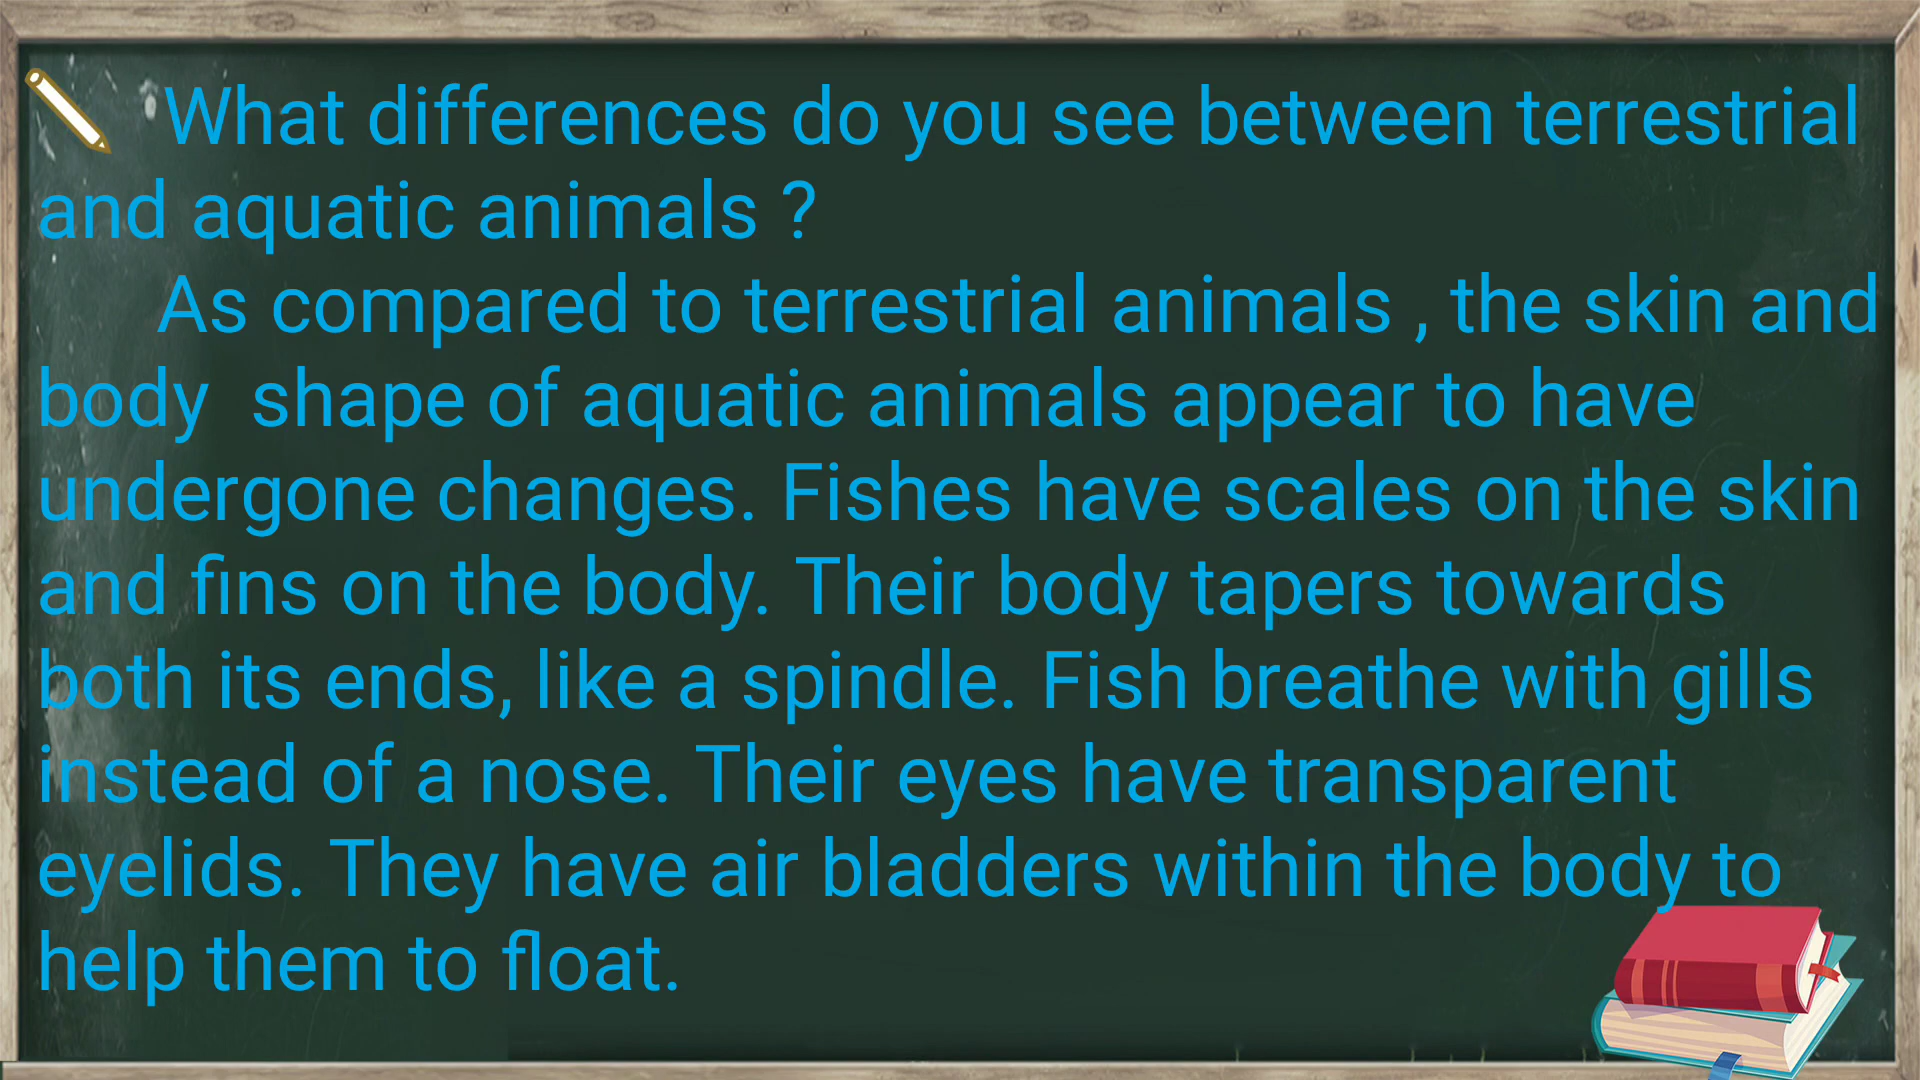 What differences do you see between terrestrial
and aquatic animals ?
As compared to terrestrial animals , the skin and
body shape of aquatic animals appear to have
undergone changes. Fishes have scales on the skin
and fins on the body. Their body tapers towards
both its ends, like a spindle. Fish breathe with gills
instead of a nose. Their eyes have transparent
eyelids. They have air bladders within the body to
help them to float.